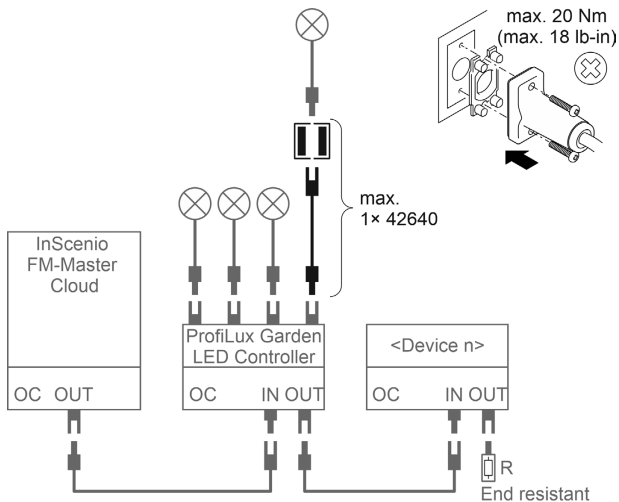 max. 20 Nm
(max. 18 lb-in)
max.
1× 42640
InScenio
FM-Master
Cloud
ProfiLux Garden
LED Controller
<Device n>
OC OUT
OC IN OUT
OC IN OUT
R
End resistant